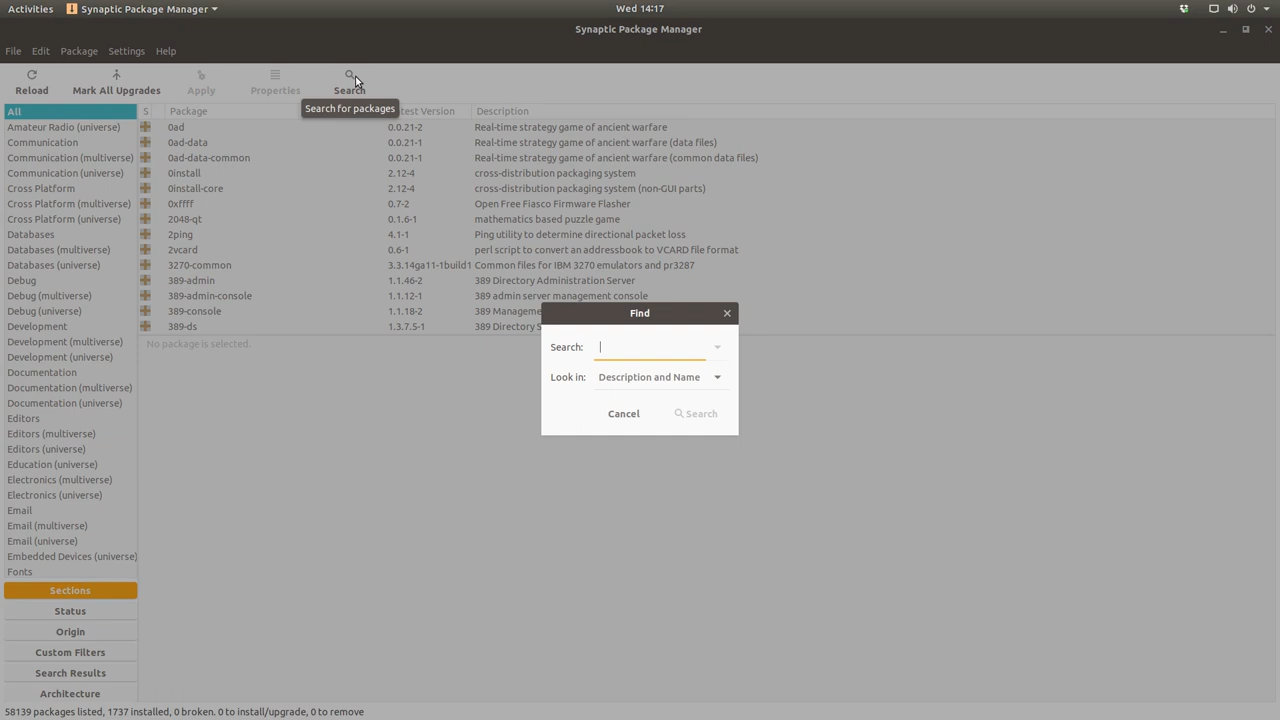 Activities Synaptic Package Manager Wed 14:17
Synaptic Package Manager
File Edit Package Settings Help
Reload Mark All Upgrades Apply Properties Search
Search for packages
S Package test Version Description
All
Amateur Radio (universe)
Communication
Communication (multiverse)
Communication (universe)
Cross Platform
Cross Platform (multiverse)
Cross Platform (universe)
Databases
Databases (multiverse)
Databases (universe)
Debug
Debug (multiverse)
Debug (universe)
Development
Development (multiverse)
Development (universe)
Documentation
Documentation (multiverse)
Documentation (universe)
Editors
Editors (multiverse)
Editors (universe)
Education (universe)
Electronics (multiverse)
Electronics (universe)
Email
Email (multiverse)
Email (universe)
Embedded Devices (universe)
Fonts
Sections
Status
Origin
Custom Filters
Search Results
Architecture
0ad 0.0.21-2 Real-time strategy game of ancient warfare
0ad-data 0.0.21-1 Real-time strategy game of ancient warfare (data files)
0ad-data-common 0.0.21-1 Real-time strategy game of ancient warfare (common data files)
0install 2.12-4 cross-distribution packaging system
0install-core 2.12-4 cross-distribution packaging system (non-GUI parts)
0xffff 0.7-2 Open Free Fiasco Firmware Flasher
2048-qt 0.1.6-1 mathematics based puzzle game
2ping 4.1-1 Ping utility to determine directional packet loss
2vcard 0.6-1 perl script to convert an addressbook to VCARD file format
3270-common 3.3.14ga11-1build1 Common files for IBM 3270 emulators and pr3287
389-admin 1.1.46-2 389 Directory Administration Server
389-admin-console 1.1.12-1 389 admin server management console
389-console 1.1.18-2 389 Manageme
389-ds 1.3.7.5-1 389 Directory S
No package is selected.
Find
Search:
Look in: Description and Name
Cancel Search
58139 packages listed, 1737 installed, 0 broken. 0 to install/upgrade, 0 to remove